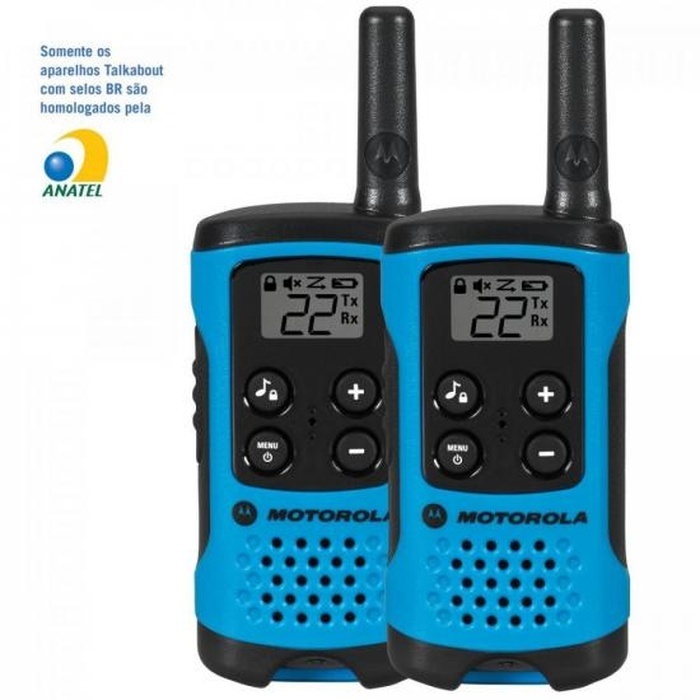 Somente os
aparelhos Talkabout
com selos BR são
homologados pela
ANATEL
22 Tx
Rx
22 Tx
Rx
MENU
MENU
MOTOROLA
MOTOROLA